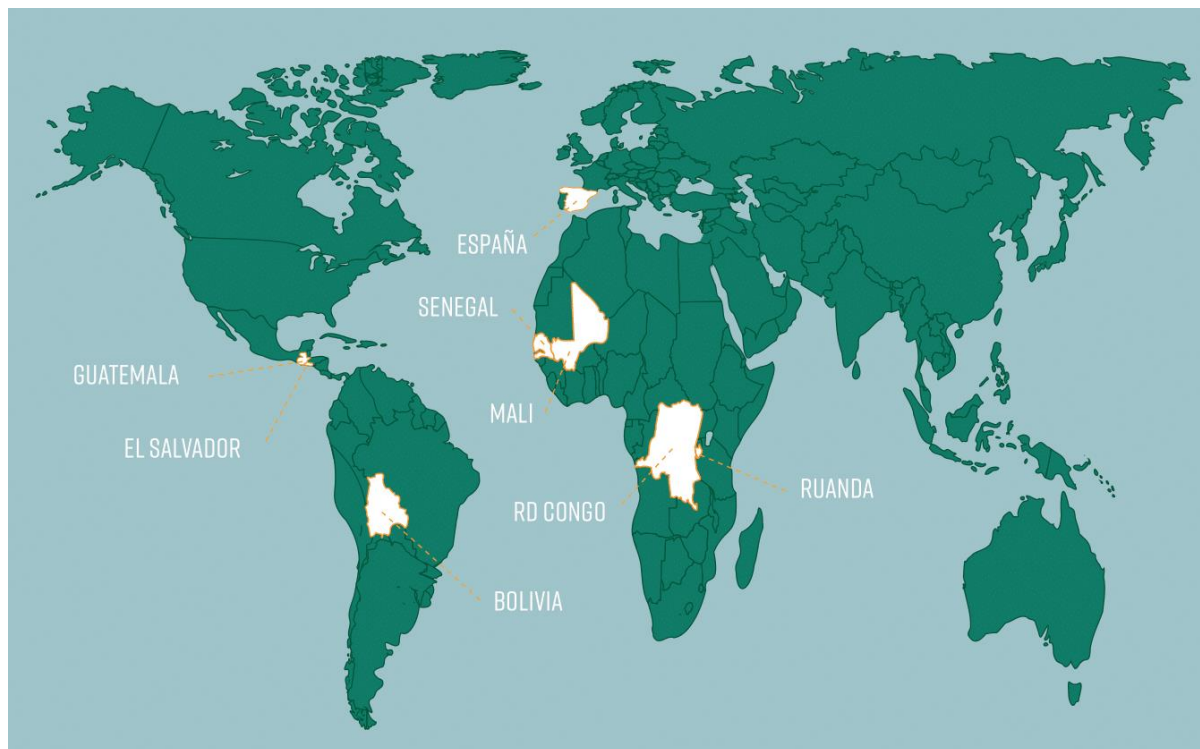 ESPAÑA
SENEGAL
GUATEMALA
MALI
EL SALVADOR
RUANDA
RD CONGO
BOLIVIA